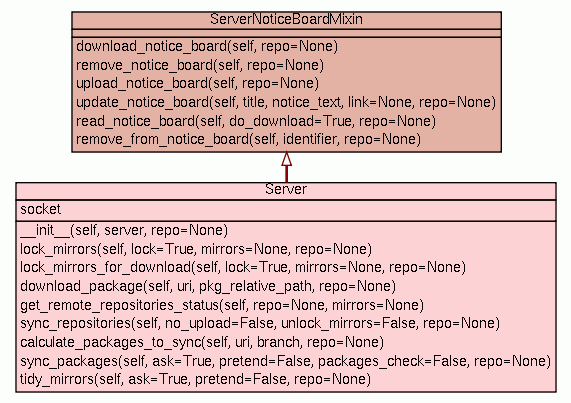 ServerNoticeBoardMixin
download_notice_board(self, repo=None)
remove_notice_board(self, repo=None)
upload_notice_board(self, repo=None)
update_notice_board(self, title, notice_text, link=None, repo=None)
read_notice_board(self, do_download=True, repo=None)
remove_from_notice_board(self, identifier, repo=None)
Server
socket
__init__(self, server, repo=None)
lock_mirrors(self, lock=True, mirrors=None, repo=None)
lock_mirrors_for_download(self, lock=True, mirrors=None, repo=None)
download_package(self, uri, pkg_relative_path, repo=None)
get_remote_repositories_status(self, repo=None, mirrors=None)
sync_repositories(self, no_upload=False, unlock_mirrors=False, repo=None)
calculate_packages_to_sync(self, uri, branch, repo=None)
sync_packages(self, ask=True, pretend=False, packages_check=False, repo=None)
tidy_mirrors(self, ask=True, pretend=False, repo=None)